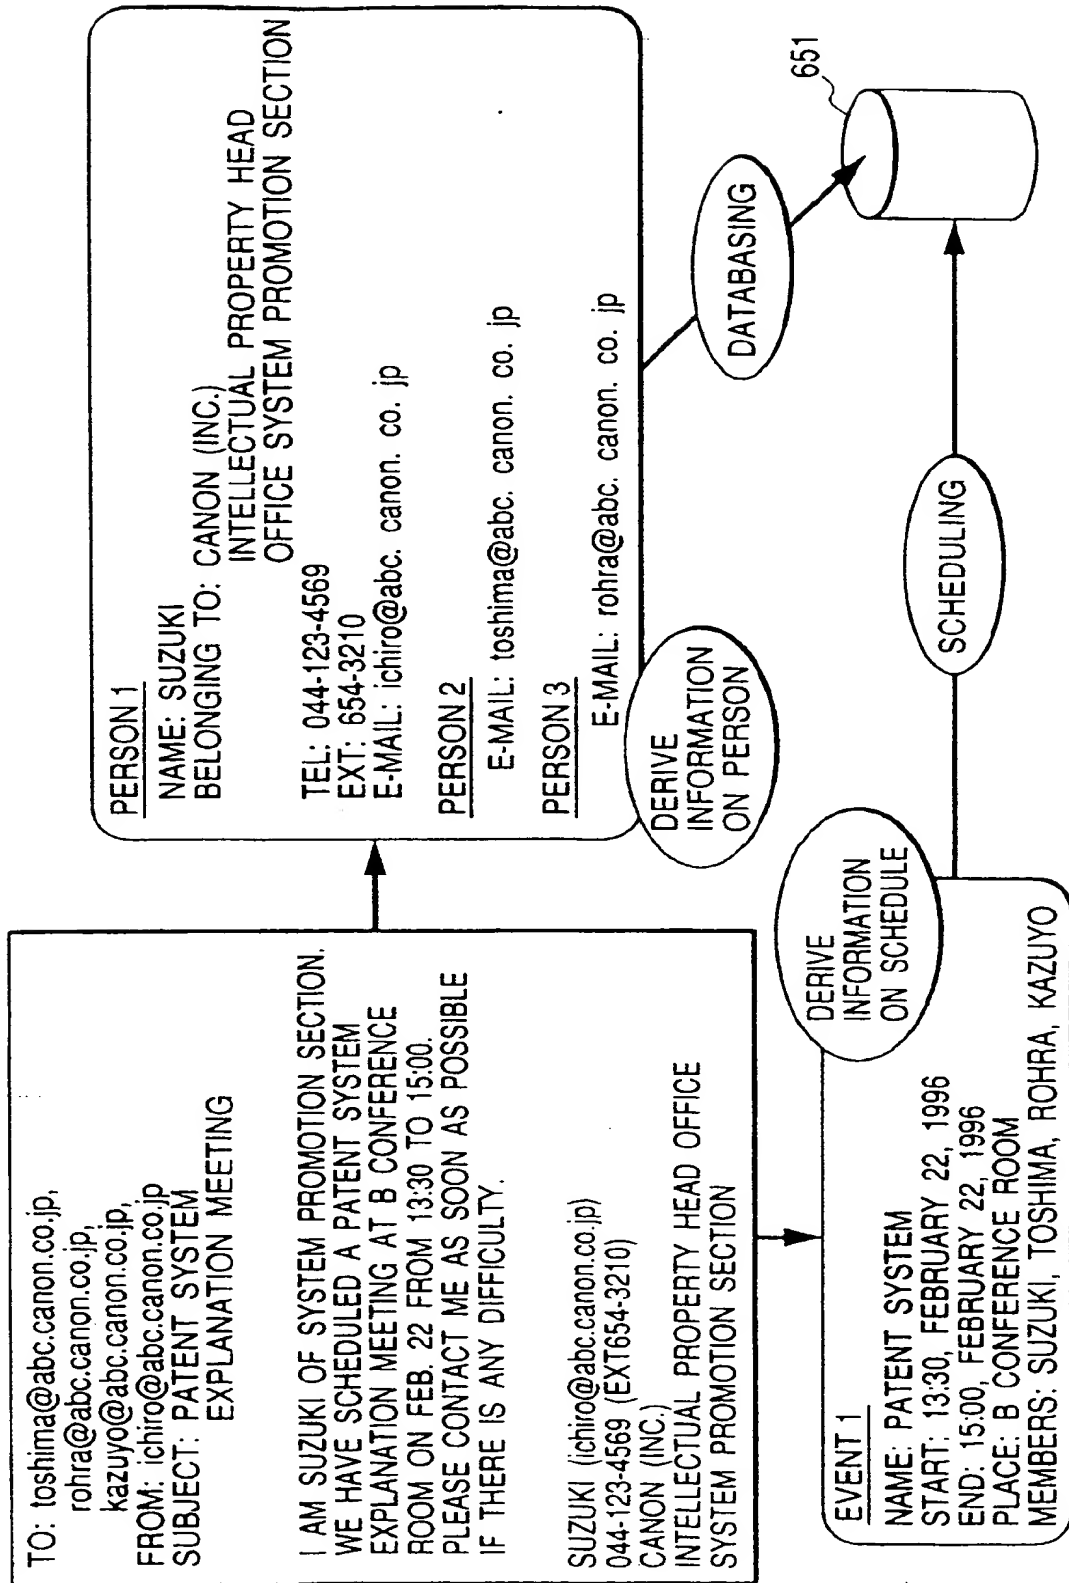 TO: toshima@abc.canon.co.jp,
rohra@abc.canon.co.jp,
kazuyo@abc.canon.co.jp,
FROM: ichiro@abc.canon.co.jp
SUBJECT: PATENT SYSTEM
EXPLANATION MEETING
I AM SUZUKI OF SYSTEM PROMOTION SECTION.
WE HAVE SCHEDULED A PATENT SYSTEM
EXPLANATION MEETING AT B CONFERENCE
ROOM ON FEB. 22 FROM 13:30 TO 15:00.
PLEASE CONTACT ME AS SOON AS POSSIBLE
IF THERE IS ANY DIFFICULTY.
SUZUKI (ichiro@abc.canon.co.jp)
044-123-4569 (EXT654-3210)
CANON (INC.)
INTELLECTUAL PROPERTY HEAD OFFICE
SYSTEM PROMOTION SECTION
PERSON 1
NAME: SUZUKI
BELONGING TO: CANON (INC.)
INTELLECTUAL PROPERTY HEAD
OFFICE SYSTEM PROMOTION SECTION
TEL: 044-123-4569
EXT: 654-3210
E-MAIL: ichiro@abc. canon. co. jp
PERSON 2
E-MAIL: toshima@abc. canon. co. jp
PERSON 3
E-MAIL: rohra@abc. canon. co. jp
DERIVE
INFORMATION
ON PERSON
DATABASING
651
EVENT 1
NAME: PATENT SYSTEM
START: 13:30, FEBRUARY 22, 1996
END: 15:00, FEBRUARY 22, 1996
PLACE: B CONFERENCE ROOM
MEMBERS: SUZUKI, TOSHIMA, ROHRA, KAZUYO
DERIVE
INFORMATION
ON SCHEDULE
SCHEDULING